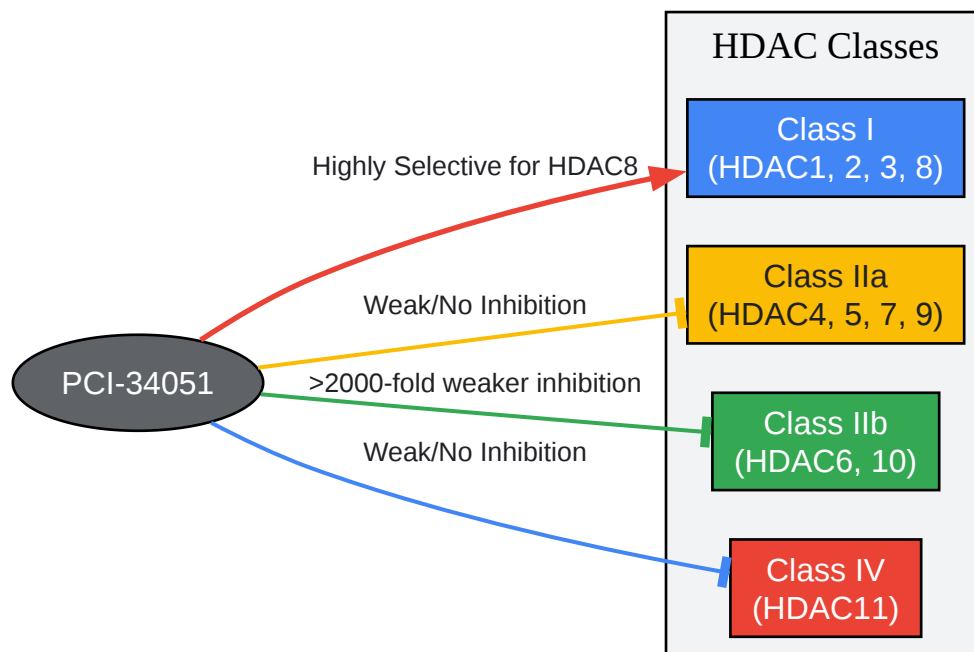 HDAC Classes
Class I
(HDAC1, 2, 3, 8)
Highly Selective for HDAC8
Class IIa
(HDAC4, 5, 7, 9)
Weak/No Inhibition
PCI-34051
>2000-fold weaker inhibition
Class IIb
(HDAC6, 10)
Weak/No Inhibition
Class IV
(HDAC11)